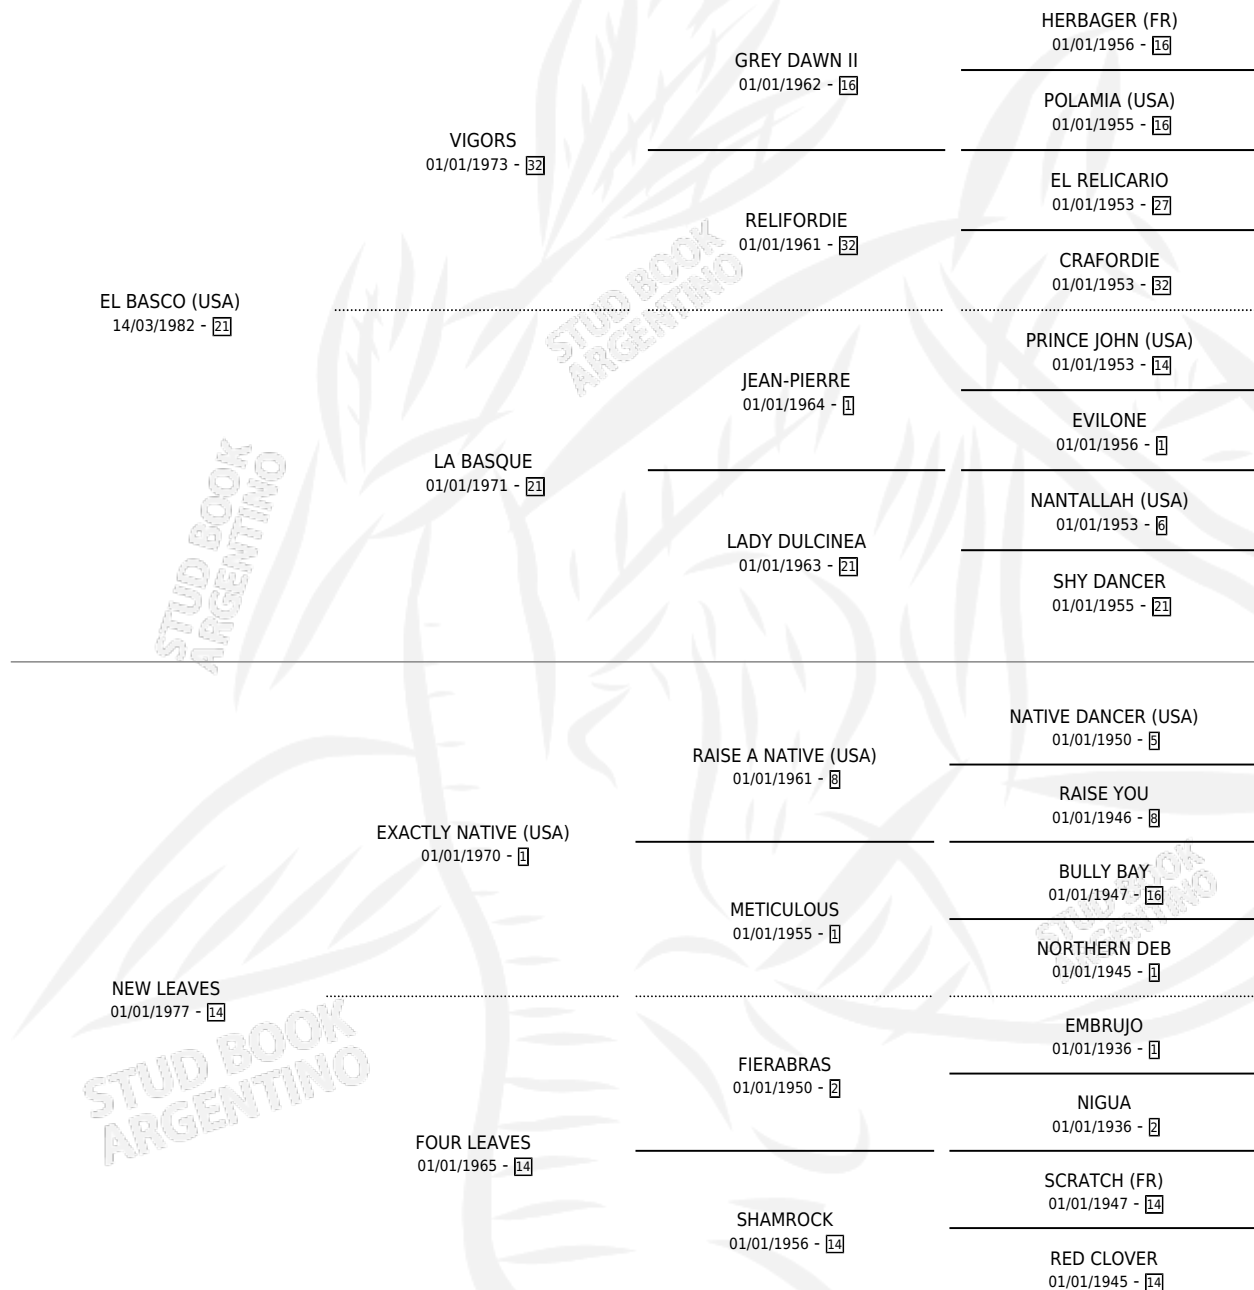 HERBAGER (FR)
01/01/1956 - 16
GREY DAWN II
01/01/1962 - 16
POLAMIA (USA)
01/01/1955 - 16
VIGORS
01/01/1973 - 32
EL RELICARIO
01/01/1953 - 27
RELIFORDIE
01/01/1961 - 32
CRAFORDIE
01/01/1953 - 32
EL BASCO (USA)
14/03/1982 - 21
PRINCE JOHN (USA)
01/01/1953 - 14
JEAN-PIERRE
01/01/1964 - 1
EVILONE
01/01/1956 - 1
LA BASQUE
01/01/1971 - 21
NANTALLAH (USA)
01/01/1953 - 6
LADY DULCINEA
01/01/1963 - 21
SHY DANCER
01/01/1955 - 21
NATIVE DANCER (USA)
01/01/1950 - 5
RAISE A NATIVE (USA)
01/01/1961 - 8
RAISE YOU
01/01/1946 - 8
EXACTLY NATIVE (USA)
01/01/1970 - 1
BULLY BAY
01/01/1947 - 16
METICULOUS
01/01/1955 - 1
NORTHERN DEB
01/01/1945 - 1
NEW LEAVES
01/01/1977 - 14
EMBRUJO
01/01/1936 - 1
FIERABRAS
01/01/1950 - 2
NIGUA
01/01/1936 - 2
FOUR LEAVES
01/01/1965 - 14
SCRATCH (FR)
01/01/1947 - 14
SHAMROCK
01/01/1956 - 14
RED CLOVER
01/01/1945 - 14
STUD BOOK
ARGENTINO
STUD BOOK
ARGENTINO
STUD BOOK
ARGENTINO
STUD BOOK
ARGENTINO